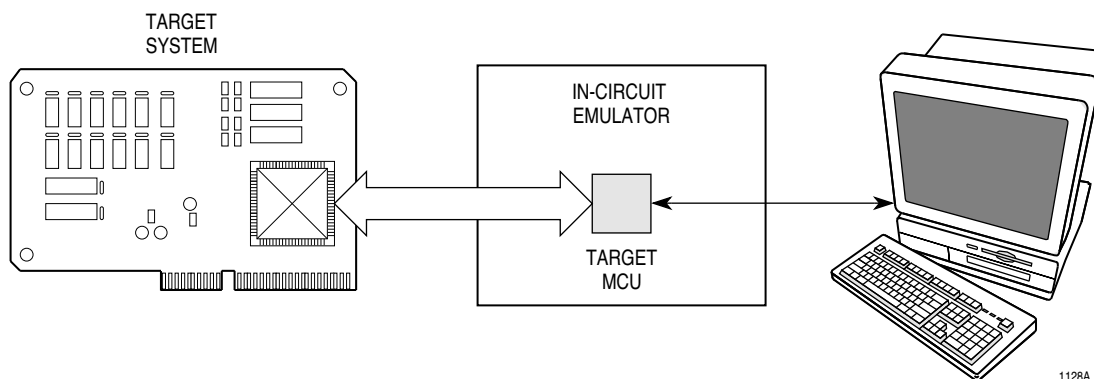 TARGET
SYSTEM
IN-CIRCUIT
EMULATOR
TARGET
MCU
1128A